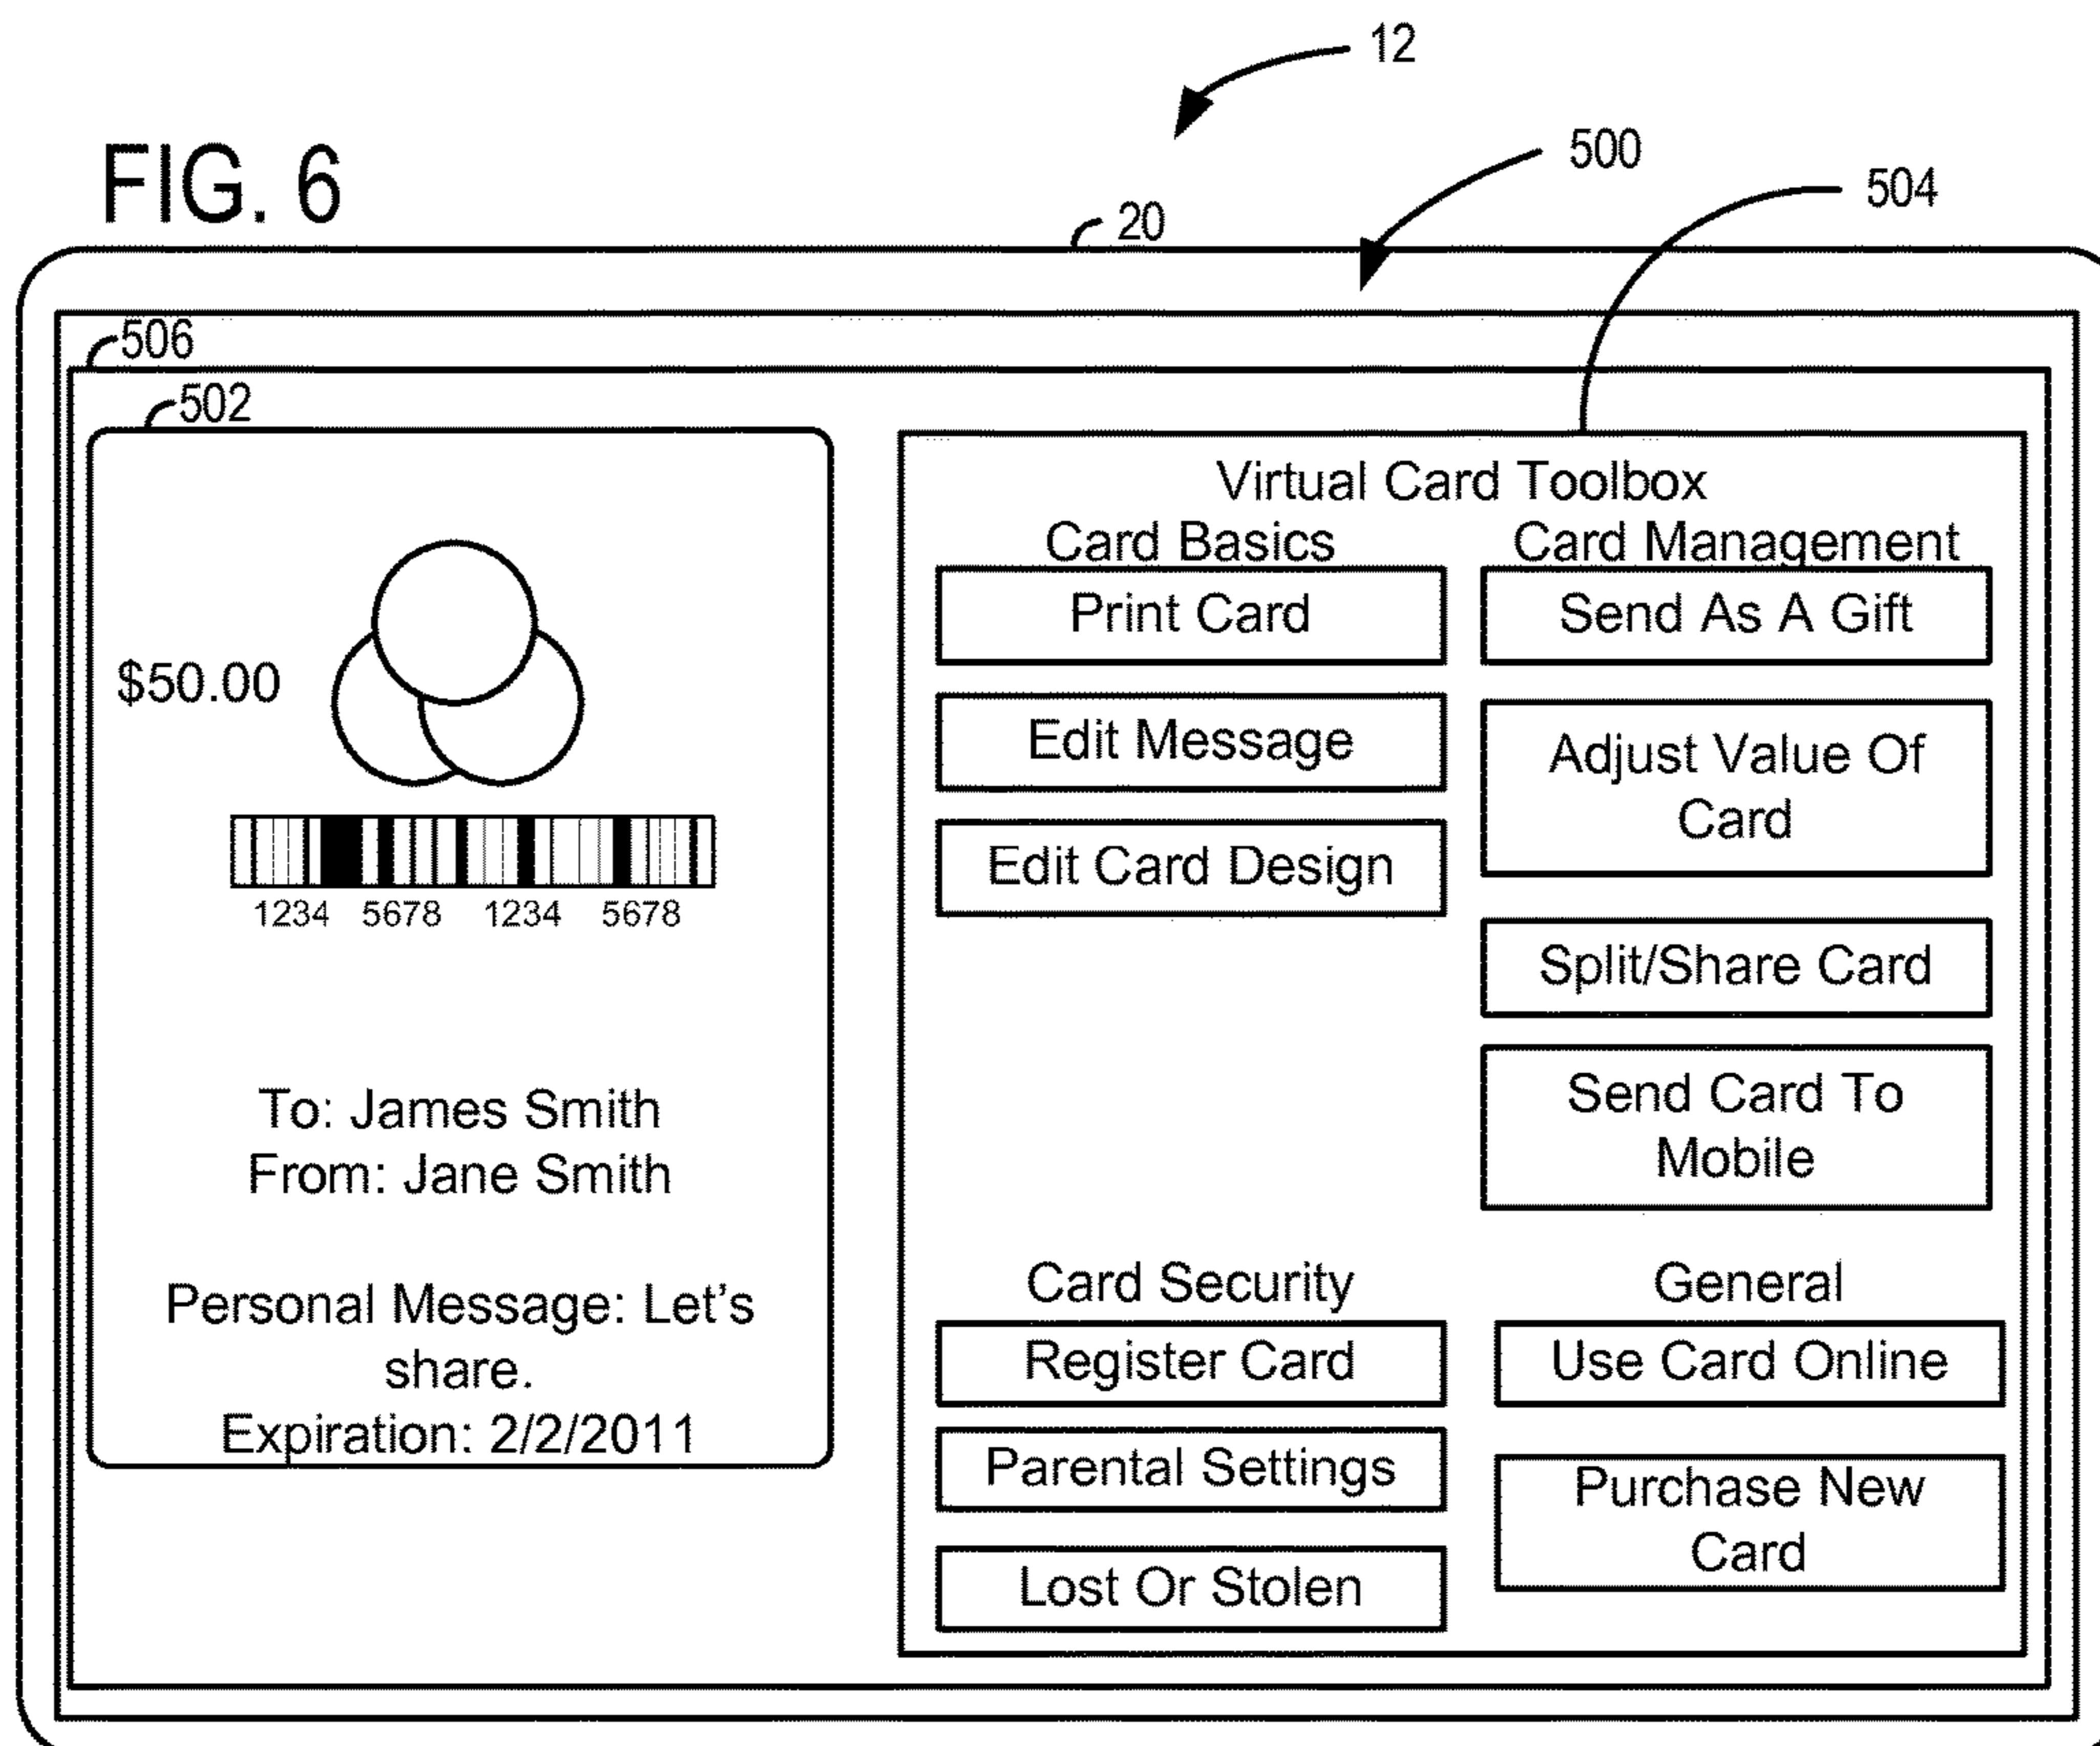 12
500
504
FIG. 6
20
506
502
$50.00
1234 5678 1234 5678
To: James Smith
From: Jane Smith
Personal Message: Let's
share.
Expiration: 2/2/2011
Virtual Card Toolbox
Card Basics
Print Card
Edit Message
Edit Card Design
Card Management
Send As A Gift
Adjust Value Of
Card
Split/Share Card
Send Card To
Mobile
Card Security
Register Card
Parental Settings
Lost Or Stolen
General
Use Card Online
Purchase New
Card